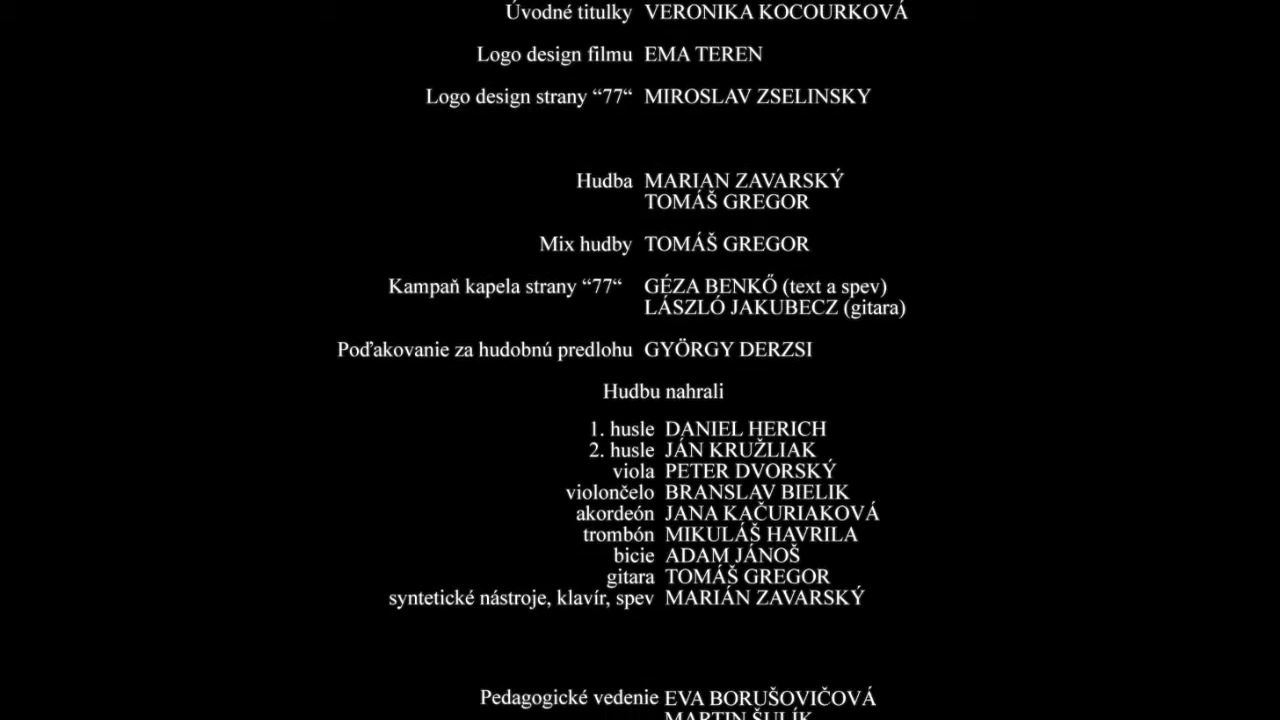 Úvodné titulky VERONIKA KOCOURKOVÁ
Logo design filmu EMA TEREN
Logo design strany “77“ MIROSLAV ZSELINSKY
Hudba MARIAN ZAVARSKÝ
TOMÁŠ GREGOR
Mix hudby TOMÁŠ GREGOR
Kampaň kapela strany “77“ GÉZA BENKŐ (text a spev)
LÁSZLÓ JAKUBECZ (gitara)
Poďakovanie za hudobnú predlohu GYÖRGY DERZSI
Hudbu nahrali
1. husle DANIEL HERICH
2. husle JÁN KRUŽLIAK
viola PETER DVORSKÝ
violončelo BRANSLAV BIELIK
akordeón JANA KAČURIAKOVÁ
trombón MIKULÁŠ HAVRILA
bicie ADAM JÁNOŠ
gitara TOMÁŠ GREGOR
syntetické nástroje, klavír, spev MARIÁN ZAVARSKÝ
Pedagogické vedenie EVA BORUŠOVIČOVÁ
MARTIN ŠULÍK